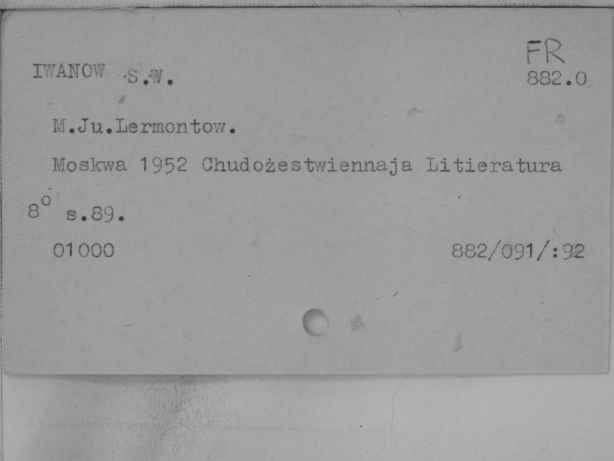 FR
IWANOW S.W.
882.0
M.Ju.Lermontow.
Moskwa 1952 Chudożestwiennaja Litieratura
8° s.89.
01000 882/091/:92